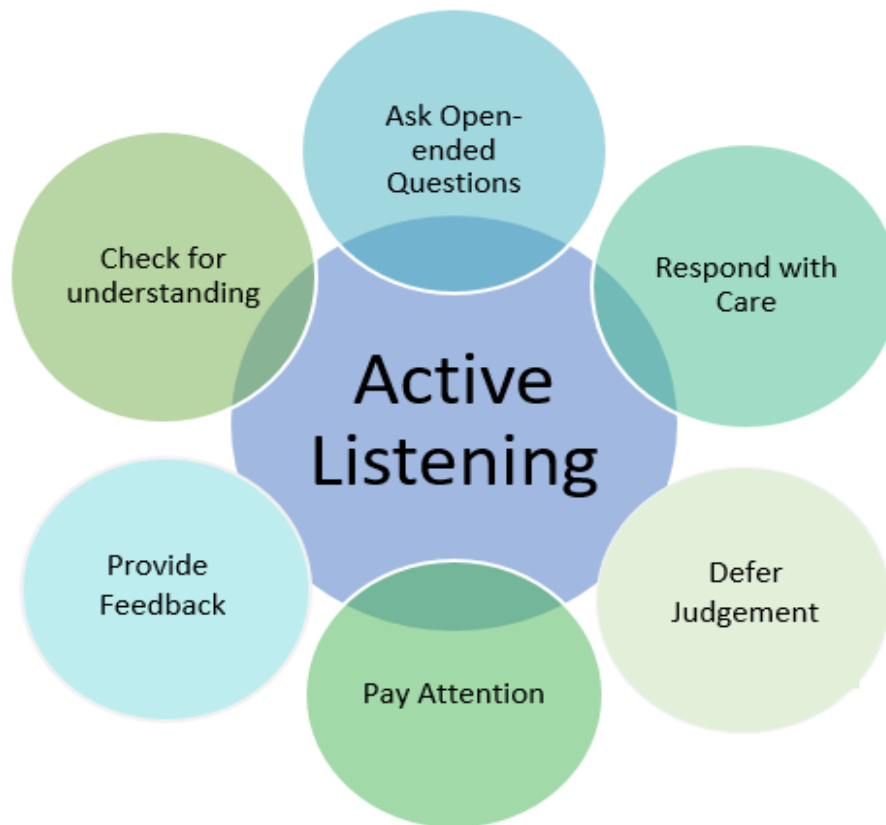 Ask Open-
ended
Questions
Check for
understanding
Respond with
Care
Active
Listening
Provide
Feedback
Defer
Judgement
Pay Attention